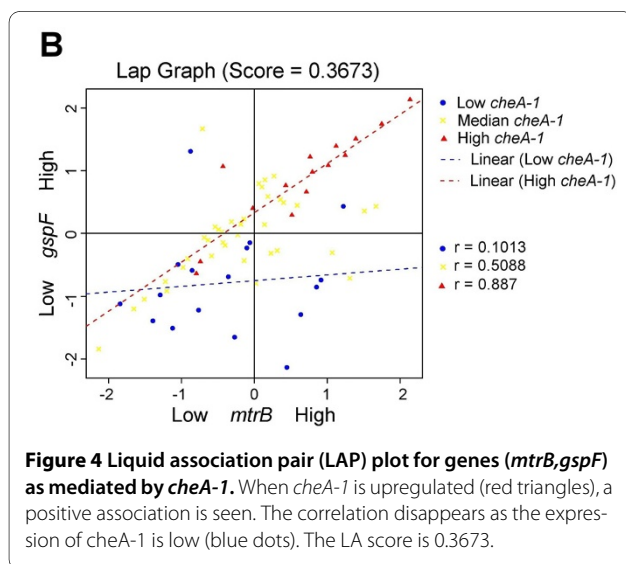 B
Lap Graph (Score = 0.3673)
Low cheA-1
Median cheA-1
High cheA-1
Linear (Low cheA-1)
Linear (High cheA-1)
r = 0.1013
r = 0.5088
r = 0.887
2
1
0
-1
-2
Low gspF High
-2 -1 0 1 2
Low mtrB High
Figure 4 Liquid association pair (LAP) plot for genes (mtrB,gspF)
as mediated by cheA-1. When cheA-1 is upregulated (red triangles), a
positive association is seen. The correlation disappears as the expres-
sion of cheA-1 is low (blue dots). The LA score is 0.3673.